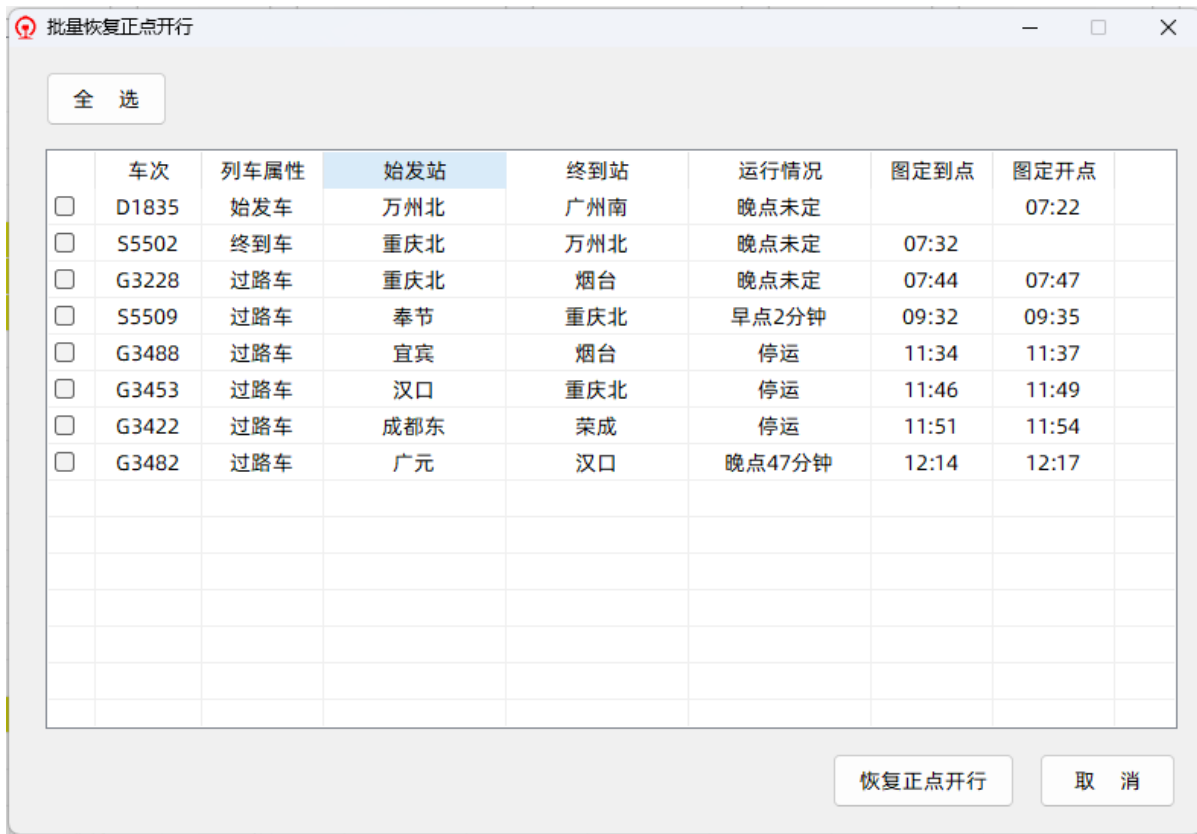 批量恢复正点开行
全 选
车次 列车属性 始发站 终到站 运行情况 图定到点 图定开点
D1835 始发车 万州北 广州南 晚点未定 07:22
S5502 终到车 重庆北 万州北 晚点未定 07:32
G3228 过路车 重庆北 烟台 晚点未定 07:44 07:47
S5509 过路车 奉节 重庆北 早点2分钟 09:32 09:35
G3488 过路车 宜宾 烟台 停运 11:34 11:37
G3453 过路车 汉口 重庆北 停运 11:46 11:49
G3422 过路车 成都东 荣成 停运 11:51 11:54
G3482 过路车 广元 汉口 晚点47分钟 12:14 12:17
恢复正点开行 取 消